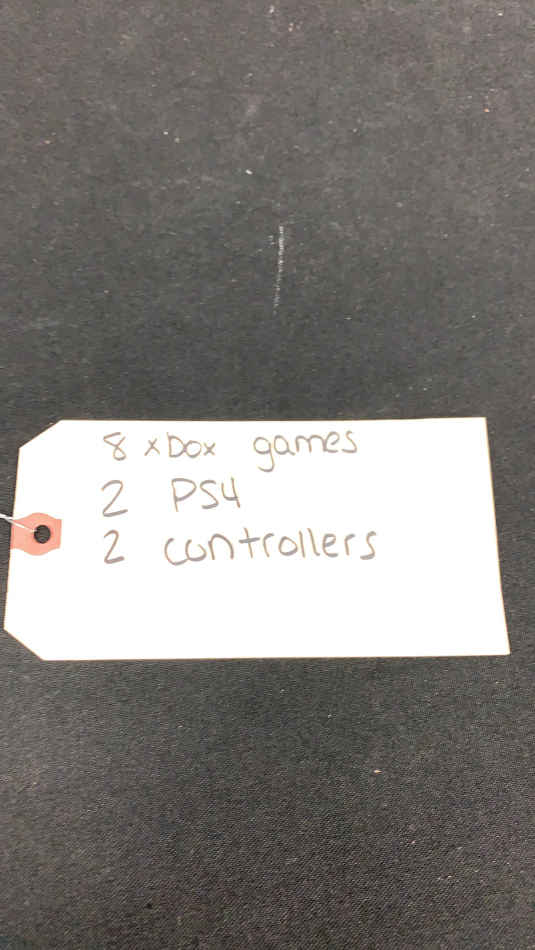 8 xbox games
2 PS4
2 controllers